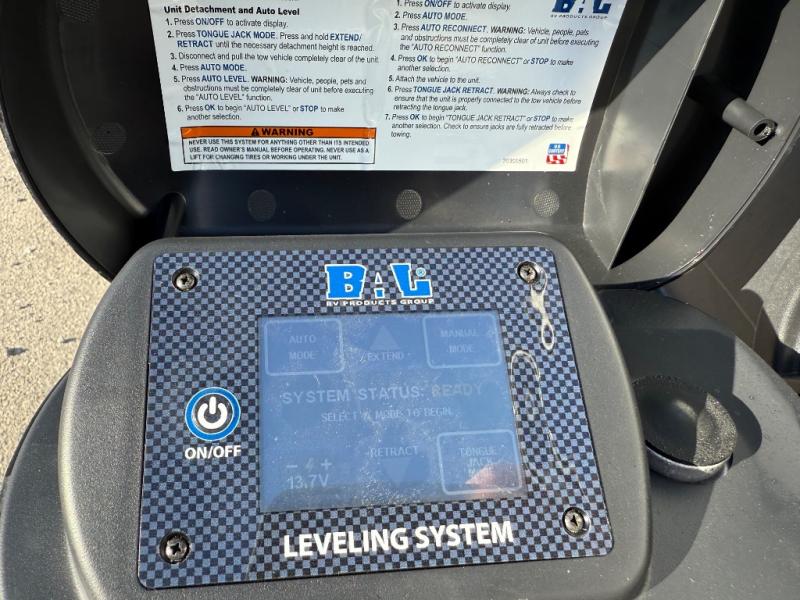 Unit Detachment and Auto Level
1. Press ON/OFF to activate display.
2. Press TONGUE JACK MODE. Press and hold EXTEND/
RETRACT until the necessary detachment height is reached.
3. Disconnect and pull the tow vehicle completely clear of the unit.
4. Press AUTO MODE.
5. Press AUTO LEVEL. WARNING: Vehicle, people, pets and
obstructions must be completely clear of unit before executing
the "AUTO LEVEL" function.
6. Press OK to begin "AUTO LEVEL" or STOP to make
another selection.
WARNING
NEVER USE THIS SYSTEM FOR ANYTHING OTHER THAN ITS INTENDED
USE. READ OWNER'S MANUAL BEFORE OPERATING. NEVER USE AS A
LIFT FOR CHANGING TIRES OR WORKING UNDER THE UNIT.
1. Press ON/OFF to activate display.
2. Press AUTO MODE.
3. Press AUTO RECONNECT. WARNING: Vehicle, people, pets
and obstructions must be completely clear of unit before executing
the "AUTO RECONNECT" function.
4. Press OK to begin "AUTO RECONNECT" or STOP to make
another selection.
5. Attach the vehicle to the unit.
6. Press TONGUE JACK RETRACT. WARNING: Always check to
ensure that the unit is properly connected to the tow vehicle before
retracting the tongue jack.
7. Press OK to begin "TONGUE JACK RETRACT" or STOP to make
another selection. Check to ensure jacks are fully retracted before
towing.
BAL
RV PRODUCTS GROUP
BAL®
RV PRODUCTS GROUP
AUTO
MODE
EXTEND
MANUAL
MODE
SYSTEM STATUS: READY
SELECT A MODE TO BEGIN
RETRACT
TONGUE
JACK
- +
13.7V
ON/OFF
LEVELING SYSTEM